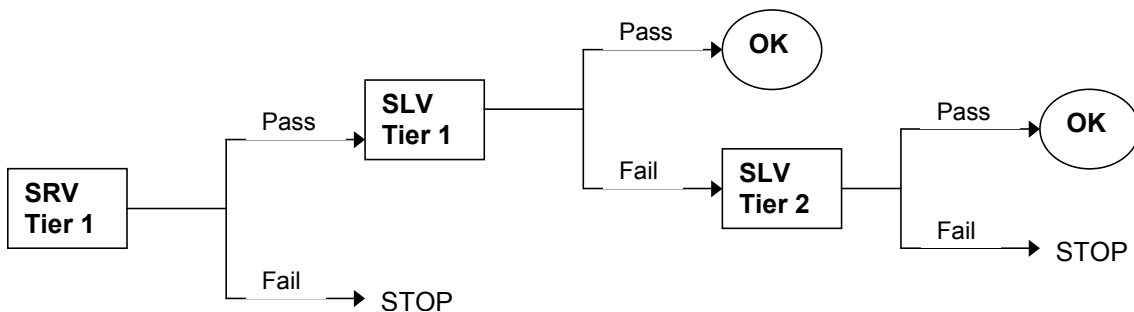 SRV
Tier 1
Pass
Fail
STOP
SLV
Tier 1
Pass
OK
Fail
SLV
Tier 2
Pass
OK
Fail
STOP